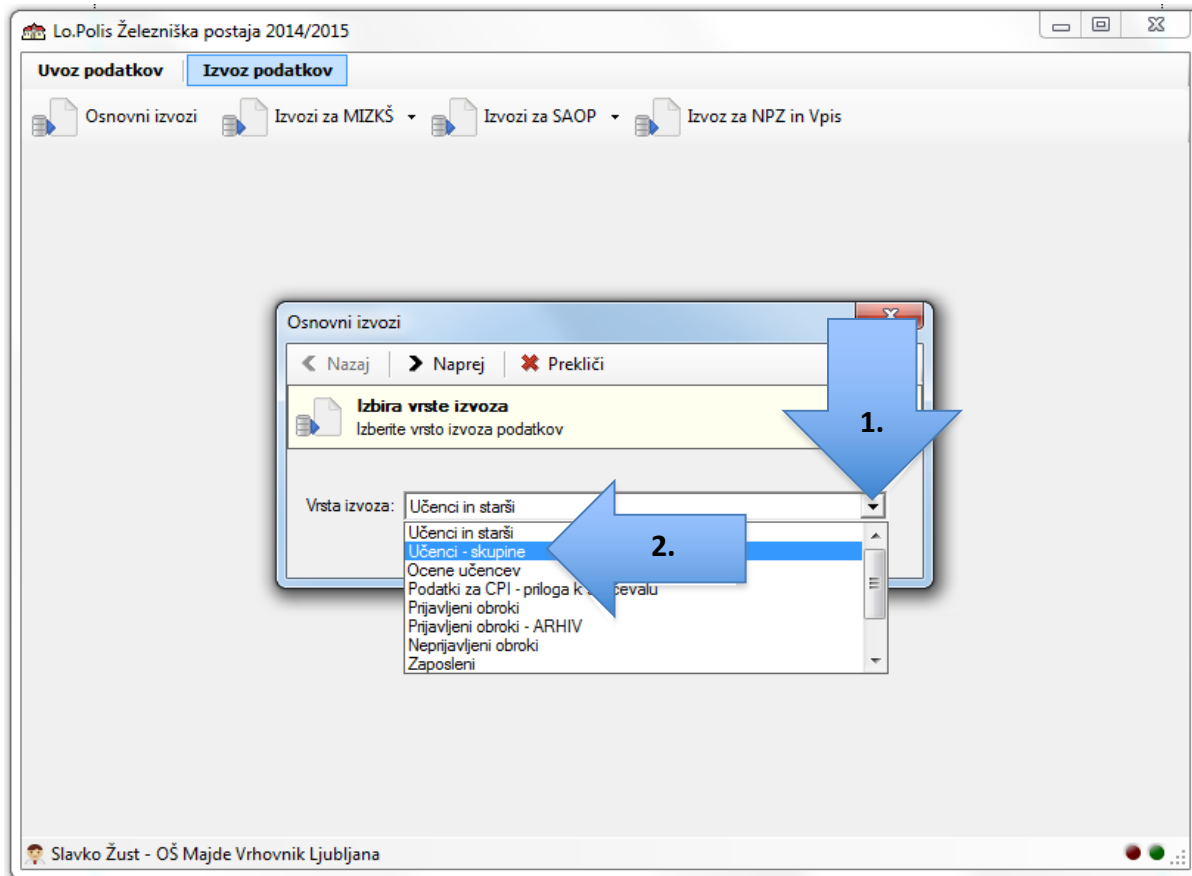 Lo.Polis Železniška postaja 2014/2015
Uvoz podatkov Izvoz podatkov
Osnovni izvozi Izvozi za MIZKŠ Izvozi za SAOP Izvoz za NPZ in Vpis
Osnovni izvozi
Nazaj Naprej Prekliči
Izbira vrste izvoza
Izberite vrsto izvoza podatkov
1.
Vrsta izvoza: Učenci in starši
Učenci in starši
Učenci - skupine
2.
Ocene učencev
Podatki za CPI - priloga k
Prijavljeni obroki
Prijavljeni obroki - ARHIV
Neprijavljeni obroki
Zaposleni
Slavko Žust - OŠ Majde Vrhovnik Ljubljana